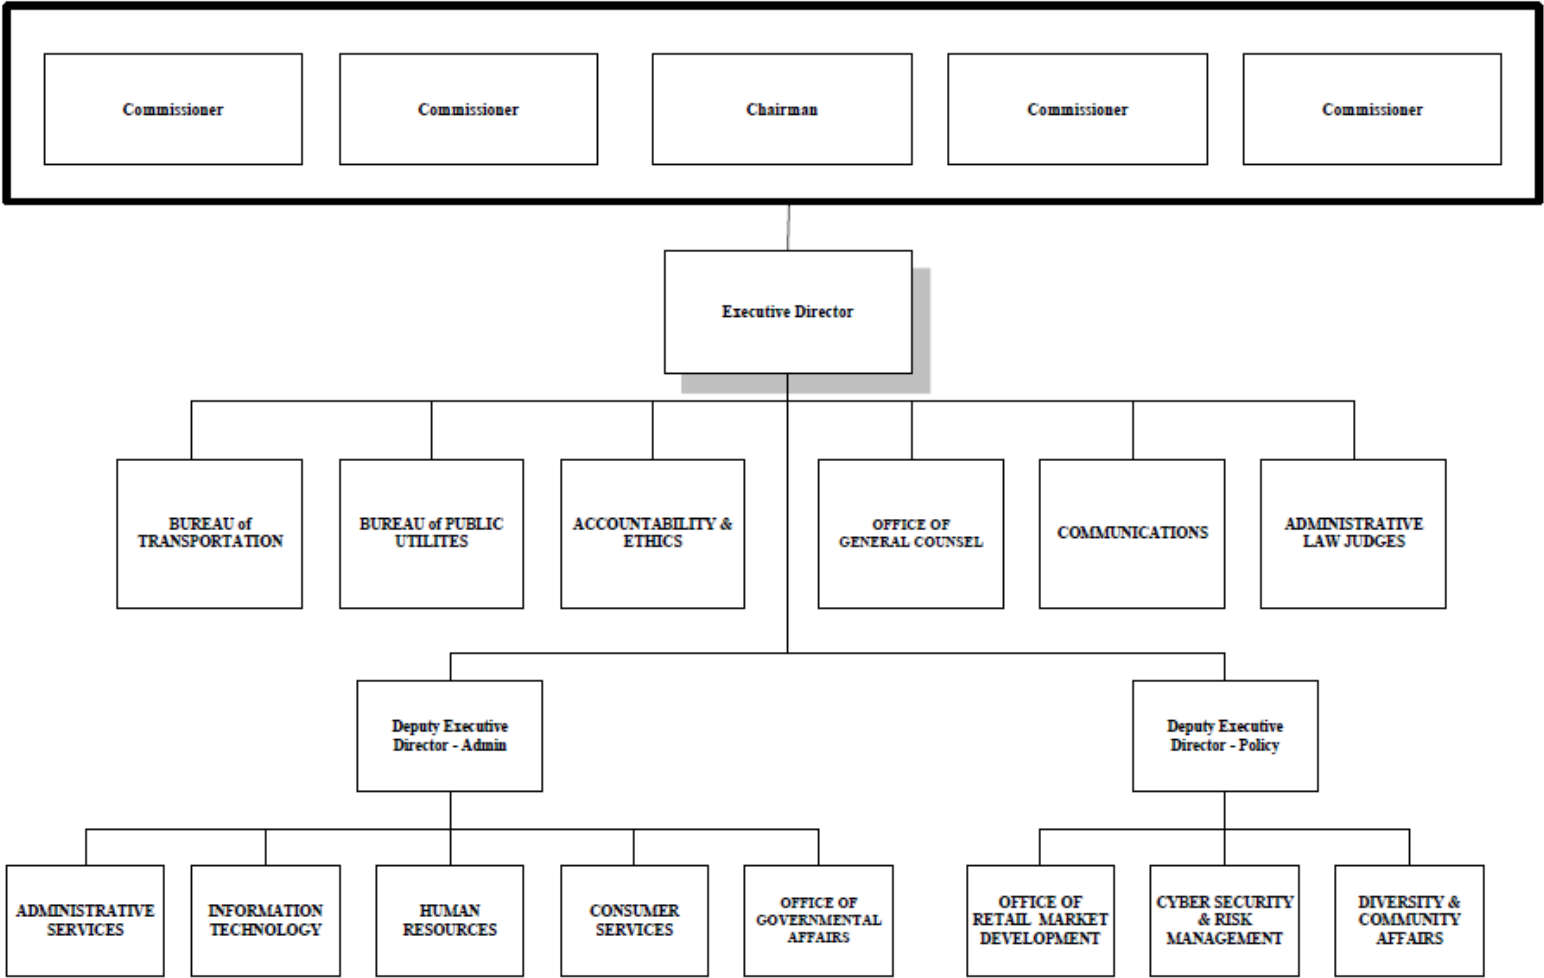 Commissioner
Commissioner
Chairman
Commissioner
Commissioner
Executive Director
BUREAU of
TRANSPORTATION
BUREAU of PUBLIC
UTILITES
ACCOUNTABILITY &
ETHICS
OFFICE OF
GENERAL COUNSEL
COMMUNICATIONS
ADMINISTRATIVE
LAW JUDGES
Deputy Executive
Director - Admin
Deputy Executive
Director - Policy
ADMINISTRATIVE
SERVICES
INFORMATION
TECHNOLOGY
HUMAN
RESOURCES
CONSUMER
SERVICES
OFFICE OF
GOVERNMENTAL
AFFAIRS
OFFICE OF
RETAIL MARKET
DEVELOPMENT
CYBER SECURITY
& RISK
MANAGEMENT
DIVERSITY &
COMMUNITY
AFFAIRS